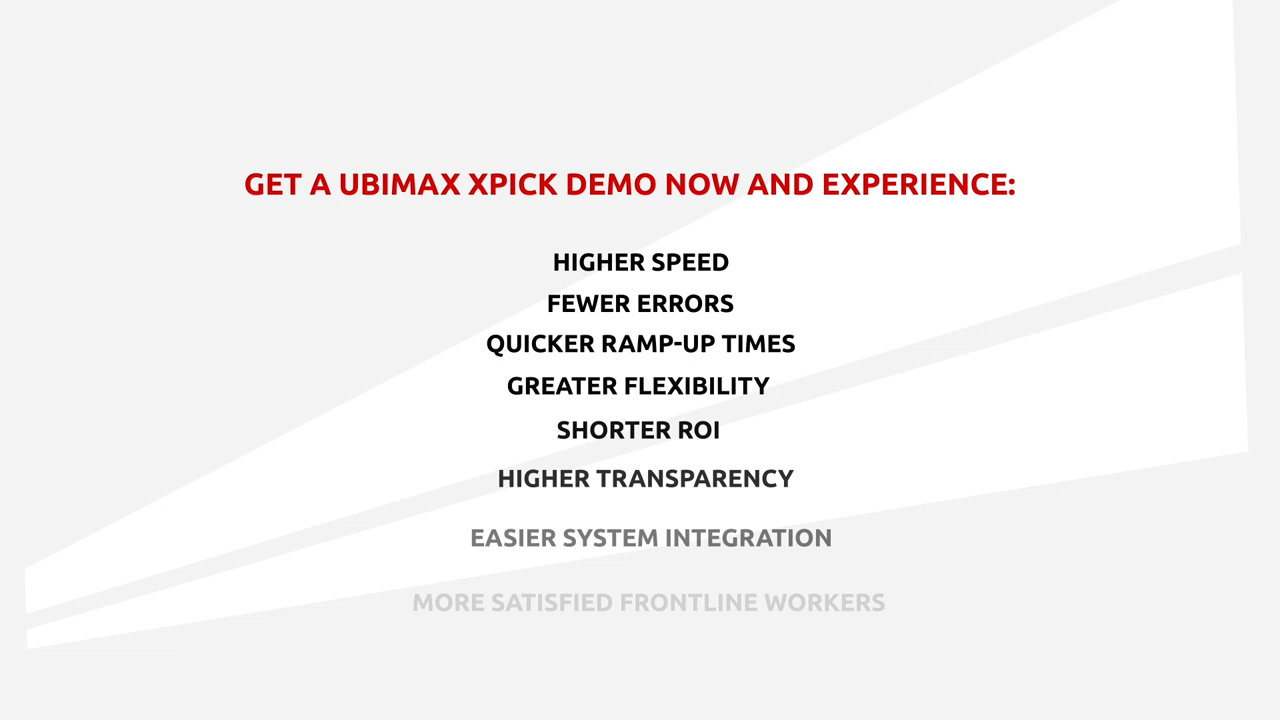 GET A UBIMAX XPICK DEMO NOW AND EXPERIENCE:
HIGHER SPEED
FEWER ERRORS
QUICKER RAMP-UP TIMES
GREATER FLEXIBILITY
SHORTER ROI
HIGHER TRANSPARENCY
EASIER SYSTEM INTEGRATION
MORE SATISFIED FRONTLINE WORKERS